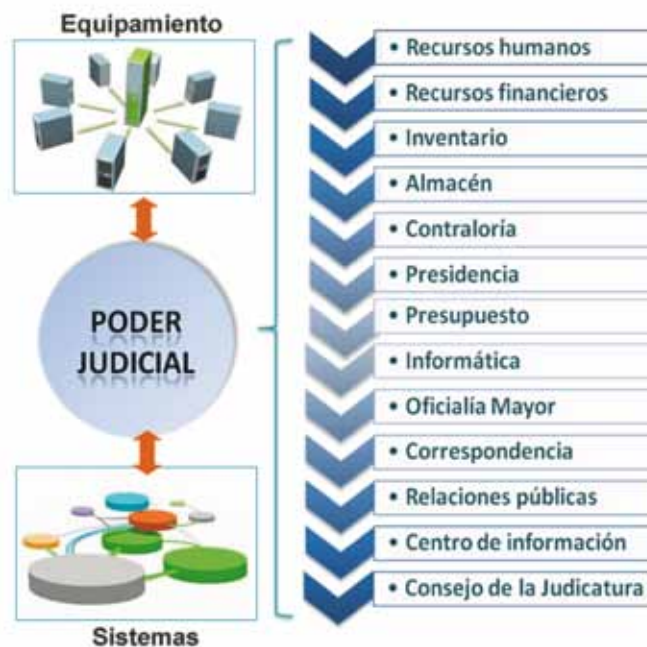 Equipamiento
PODER
JUDICIAL
Sistemas
• Recursos humanos
• Recursos financieros
• Inventario
• Almacén
• Contraloría
• Presidencia
• Presupuesto
• Informática
• Oficialía Mayor
• Correspondencia
• Relaciones públicas
• Centro de información
• Consejo de la Judicatura